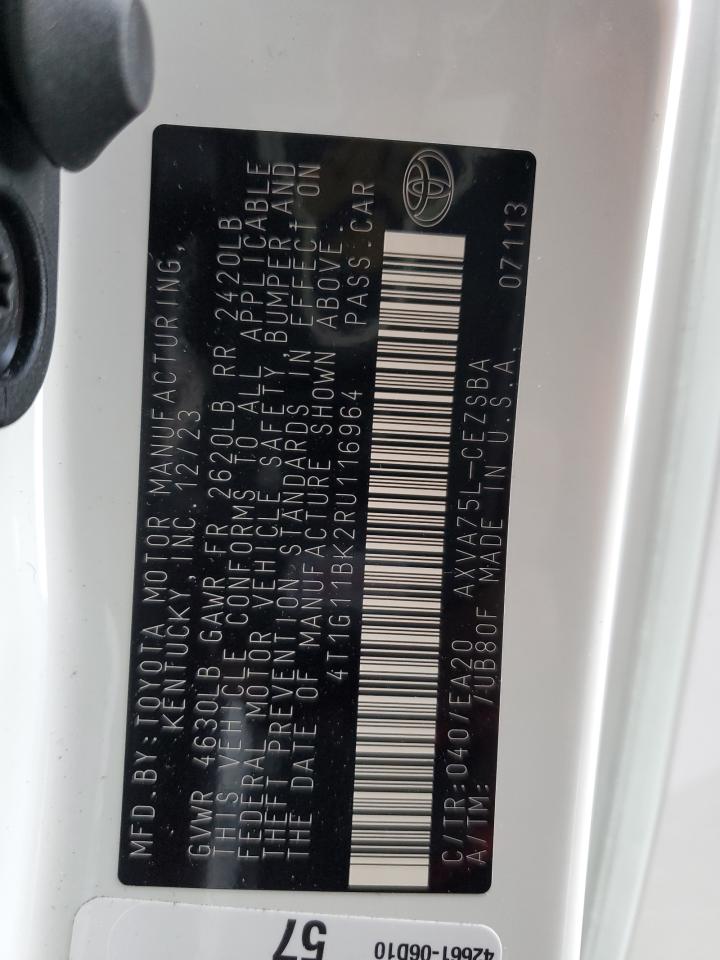 MFD.BY:TOYOTA MOTOR MANUFACTURING,
KENTUCKY,INC 12/23
GVWR 4630LB GAWR FR 2620LB RR 2420LB
THIS VEHICLE CONFORMS TO ALL APPLICABLE
FEDERAL MOTOR VEHICLE SAFETY, BUMPER,AND
THEFT PREVENTION STANDARDS IN EFFECT ON
THE DATE OF MANUFACTURE SHOWN ABOVE.
4T1G11BK2RU116964 PASS.CAR
C/TR:040/EA20 AXVA75L-CEZSBA
A/TM: /UB80F MADE IN U.S.A. 07113
57
42661-06D10